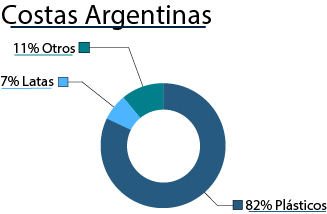 Costas Argentinas
11% Otros
7% Latas
82% Plásticos